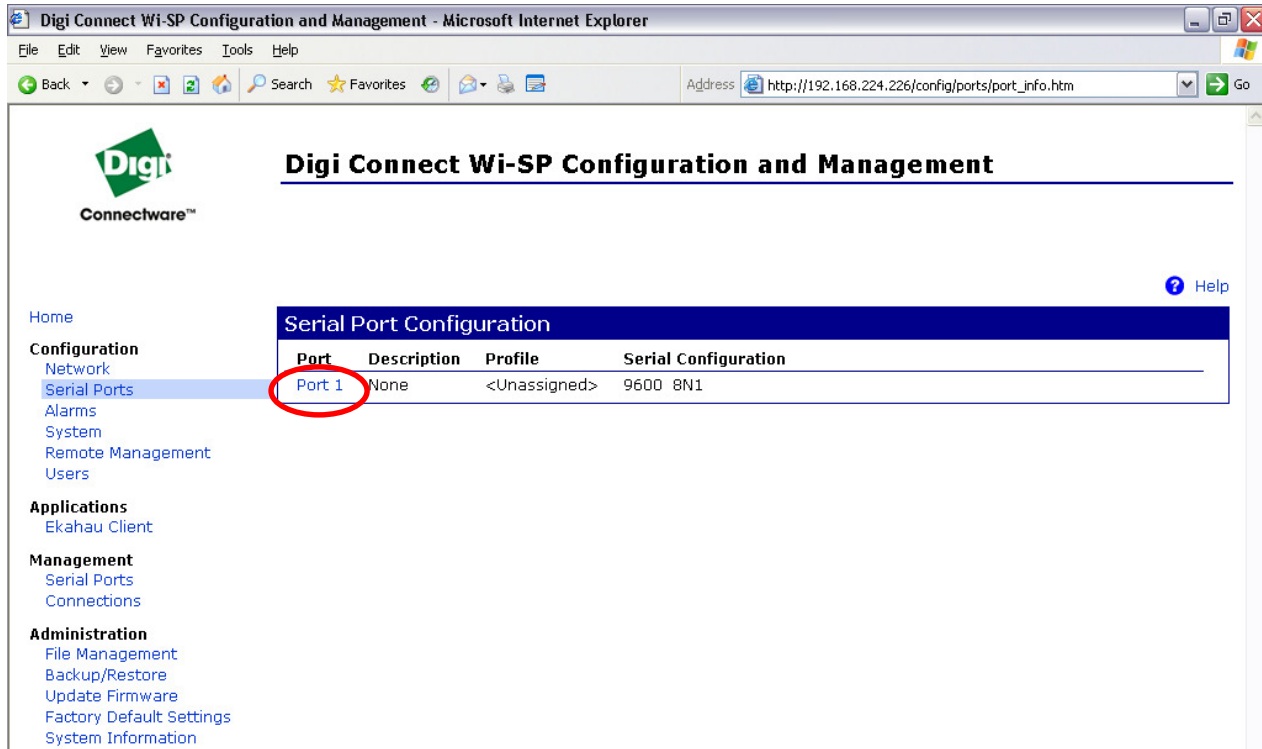 Digi Connect Wi-SP Configuration and Management - Microsoft Internet Explorer
File Edit View Favorites Tools Help
Back Search Favorites Address http://192.168.224.226/config/ports/port_info.htm Go
Digi
Connectware™
Digi Connect Wi-SP Configuration and Management
Help
Home
Configuration
Network
Serial Ports
Alarms
System
Remote Management
Users
Applications
Ekahau Client
Management
Serial Ports
Connections
Administration
File Management
Backup/Restore
Update Firmware
Factory Default Settings
System Information
Serial Port Configuration
Port Description Profile Serial Configuration
Port 1 None <Unassigned> 9600 8N1